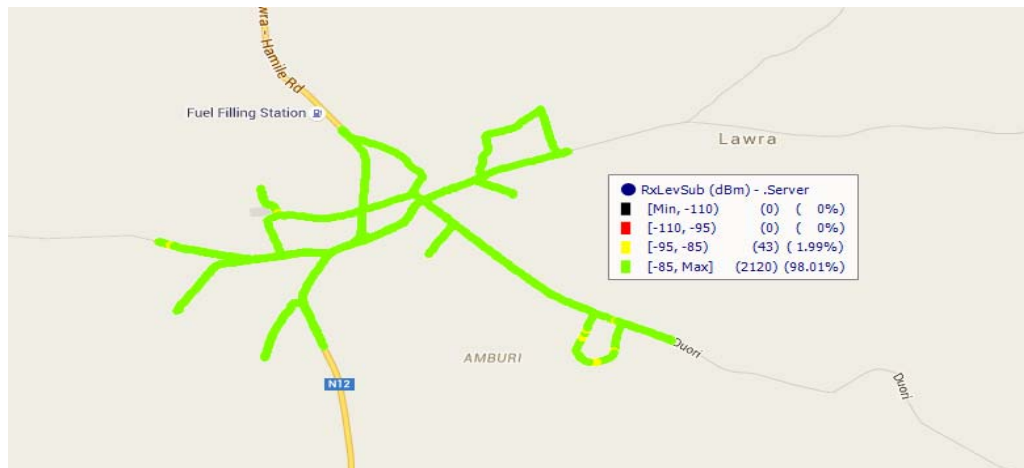 wra - Hamile Rd
Fuel Filling Station
Lawra
RxLevSub (dBm) - .Server
[Min, -110) (0) ( 0%)
[-110, -95) (0) ( 0%)
[-95, -85) (43) ( 1.99%)
[-85, Max] (2120) (98.01%)
AMBURI
Duori
Duori
N12